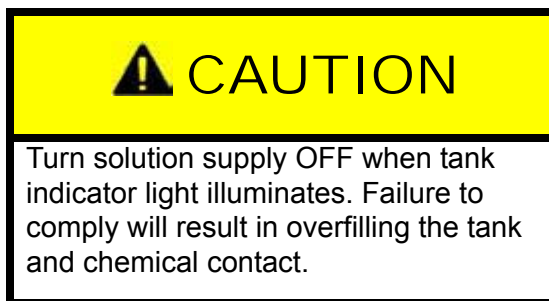 CAUTION
Turn solution supply OFF when tank
indicator light illuminates. Failure to
comply will result in overfilling the tank
and chemical contact.